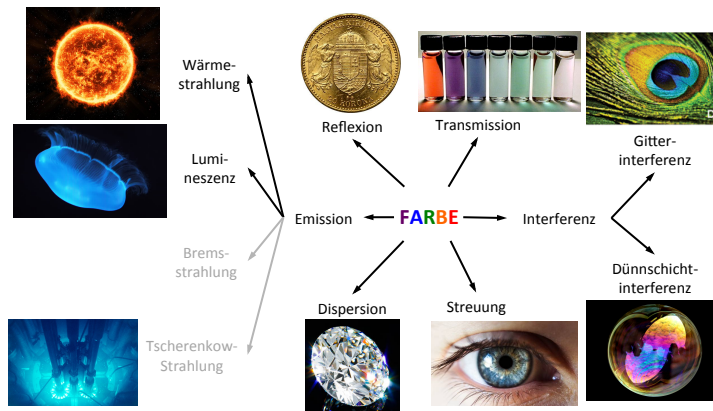 Wärme-
strahlung
Reflexion
Transmission
Gitter-
interferenz
Lumi-
neszenz
Emission
FARBE
Interferenz
Brems-
strahlung
Dünnschicht-
interferenz
Dispersion
Streuung
Tscherenkow-
Strahlung